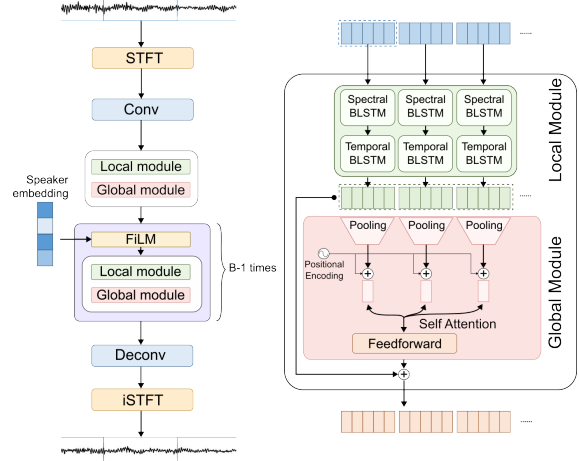 STFT
Conv
Local module
Global module
Speaker
embedding
FiLM
Local module
Global module
B-1 times
Deconv
iSTFT
......
Spectral
BLSTM
Spectral
BLSTM
Spectral
BLSTM
Temporal
BLSTM
Temporal
BLSTM
Temporal
BLSTM
Local Module
......
Pooling
Pooling
Pooling
Positional
Encoding
Self Attention
Feedforward
Global Module
......